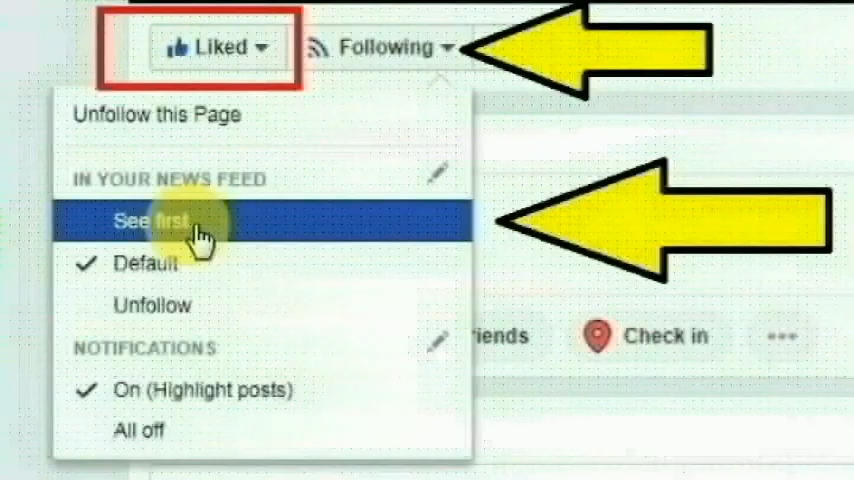 Liked Following
Unfollow this Page
IN YOUR NEWS FEED
See first
Default
Unfollow
riends Check in
NOTIFICATIONS
On (Highlight posts)
All off